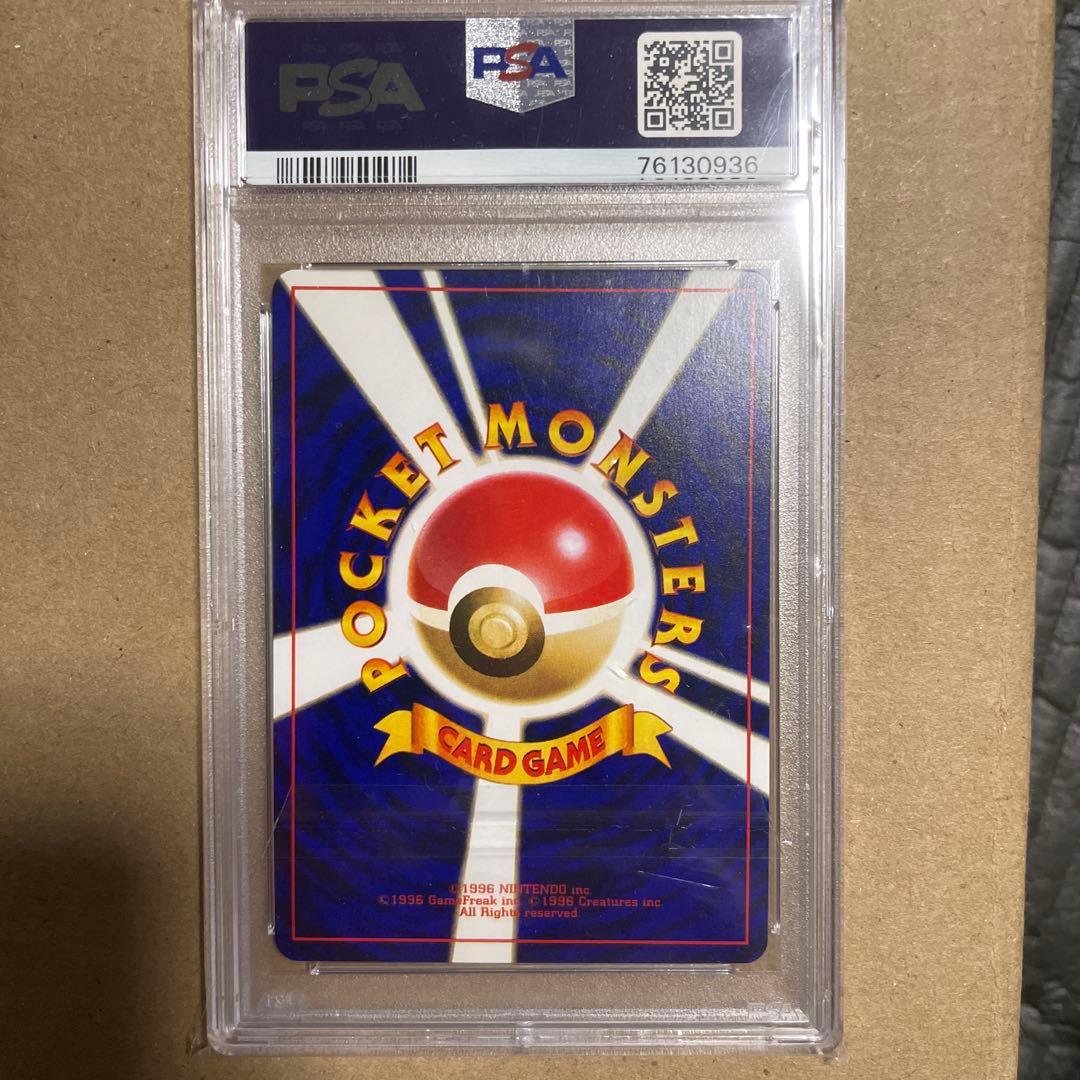 PSA
PSA
76130936
POCKET MONSTERS
CARD GAME
©1996 NINTENDO inc.
©1996 GameFreak inc. ©1996 Creatures inc.
All Rights reserved.